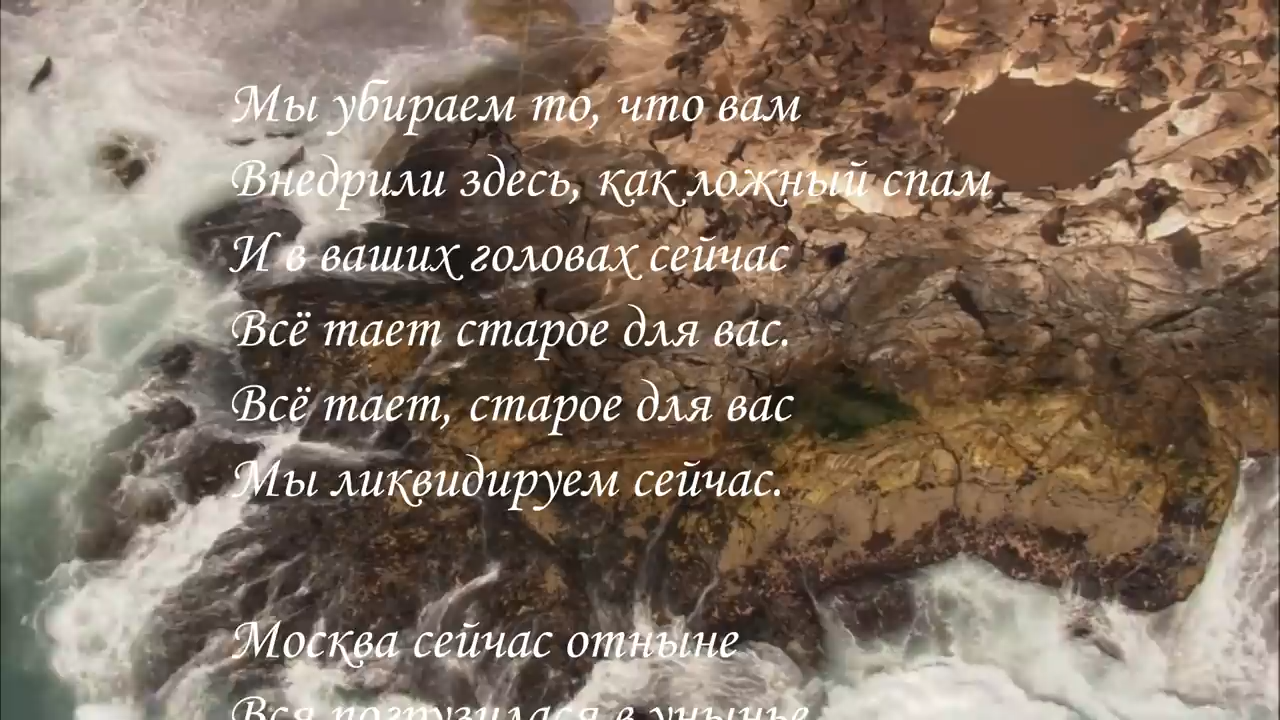 Мы убираем то, что вам
Внедрили здесь, как ложный спам
И в ваших головах сейчас
Всё тает старое для вас.
Всё тает, старое для вас
Мы ликвидируем сейчас.
Москва сейчас отныне
Вся погрузилася в унынье